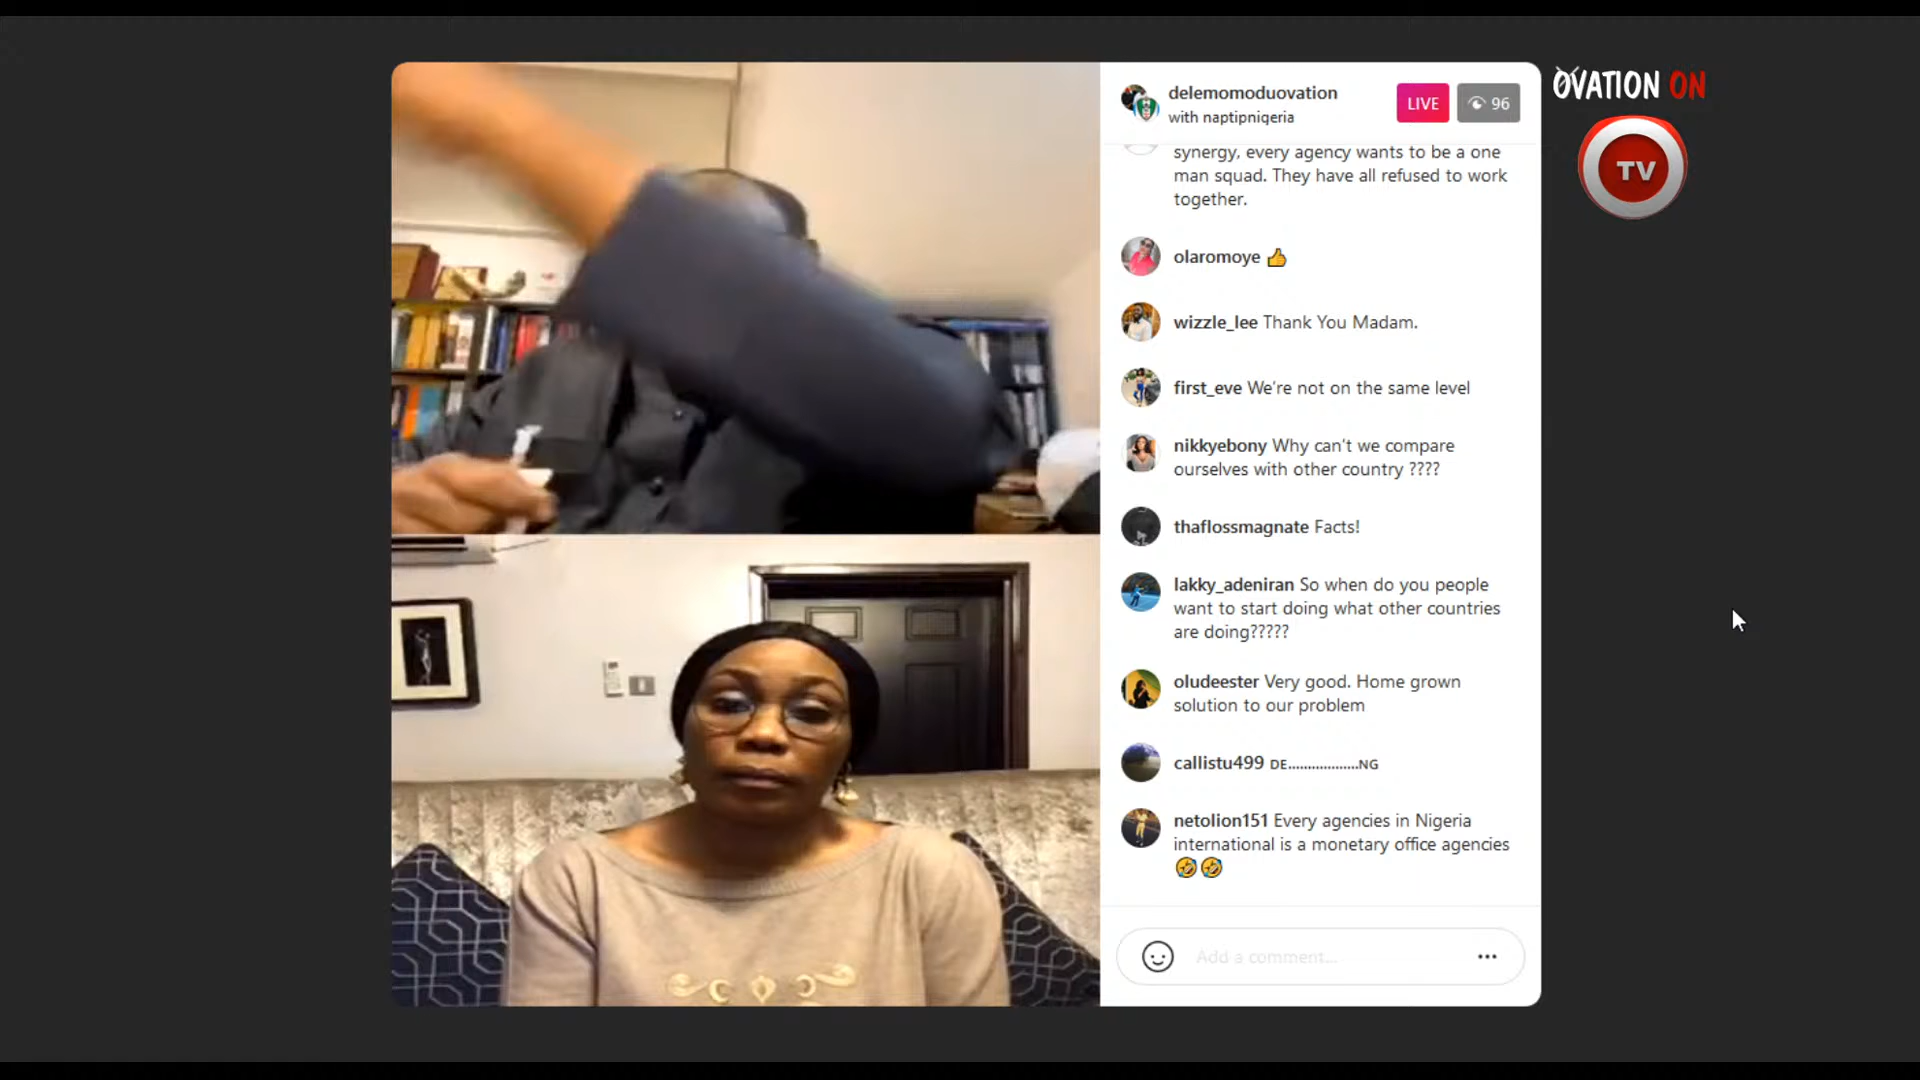 OVATION ON
TV
delemomoduovation
with naptipnigeria
LIVE
96
synergy, every agency wants to be a one
man squad. They have all refused to work
together.
olaromoye 👍
wizzle_lee Thank You Madam.
first_eve We're not on the same level
nikkyebony Why can't we compare
ourselves with other country ????
thaflossmagnate Facts!
lakky_adeniran So when do you people
want to start doing what other countries
are doing?????
oludeester Very good. Home grown
solution to our problem
callistu499 DE..................NG
netolion151 Every agencies in Nigeria
international is a monetary office agencies
🤣🤣
Add a comment...